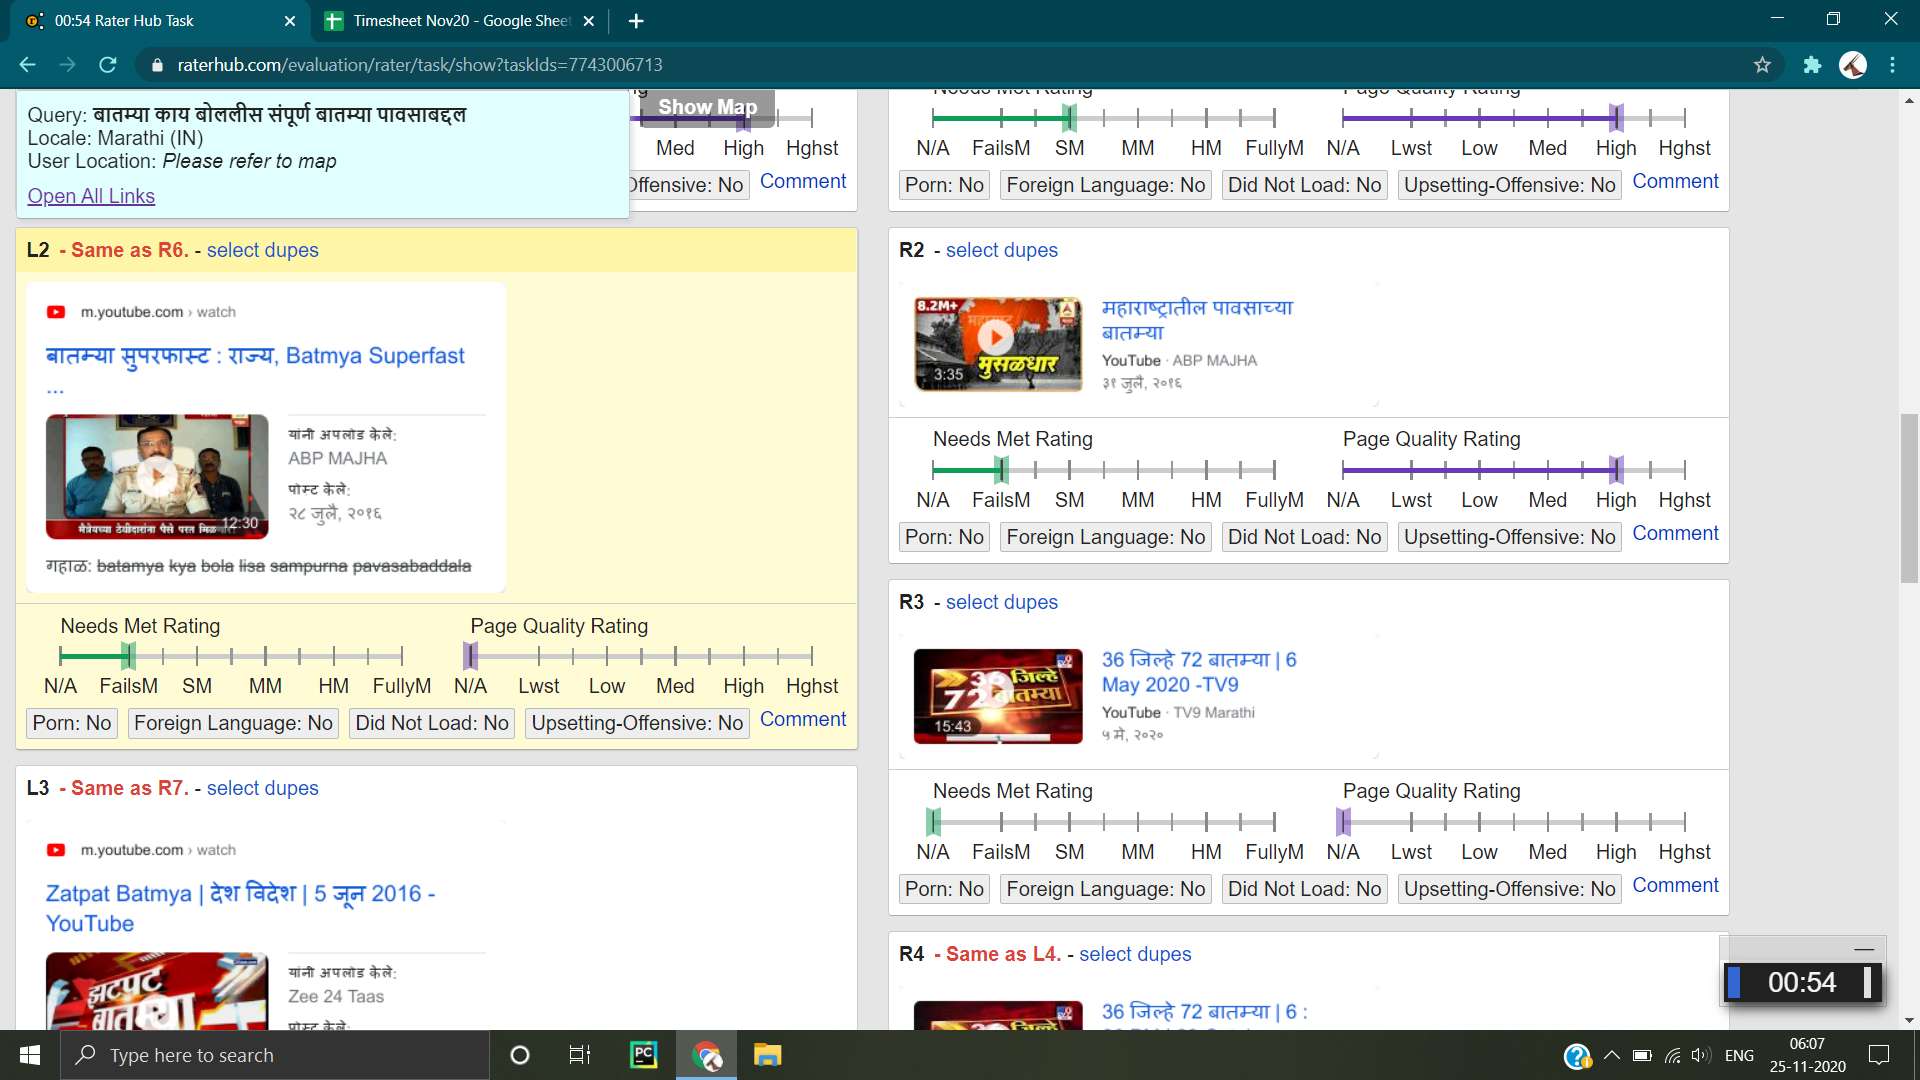 00:54 Rater Hub Task
Timesheet Nov20 - Google Sheet
raterhub.com/evaluation/rater/task/show?taskIds=7743006713
Query: बातम्या काय बोललीस संपूर्ण बातम्या पावसाबद्दल
Locale: Marathi (IN)
User Location: Please refer to map
Open All Links
Show Map
Med High Hghst
Offensive: No Comment
Needs Met Rating Page Quality Rating
N/A FailsM SM MM HM FullyM N/A Lwst Low Med High Hghst
Porn: No Foreign Language: No Did Not Load: No Upsetting-Offensive: No Comment
L2 - Same as R6. - select dupes
m.youtube.com › watch
बातम्या सुपरफास्ट : राज्य, Batmya Superfast
...
12:30
यांनी अपलोड केले:
ABP MAJHA
पोस्ट केले:
२८ जुलै, २०१६
गहाळ: batamya kya bola lisa sampurna pavasabaddala
Needs Met Rating Page Quality Rating
N/A FailsM SM MM HM FullyM N/A Lwst Low Med High Hghst
Porn: No Foreign Language: No Did Not Load: No Upsetting-Offensive: No Comment
L3 - Same as R7. - select dupes
m.youtube.com › watch
Zatpat Batmya | देश विदेश | 5 जून 2016 -
YouTube
झटपट
बातम्या
यांनी अपलोड केले:
Zee 24 Taas
पोस्ट केले:
R2 - select dupes
8.2M+
मुसळधार
3:35
महाराष्ट्रातील पावसाच्या
बातम्या
YouTube · ABP MAJHA
३१ जुलै, २०१६
Needs Met Rating Page Quality Rating
N/A FailsM SM MM HM FullyM N/A Lwst Low Med High Hghst
Porn: No Foreign Language: No Did Not Load: No Upsetting-Offensive: No Comment
R3 - select dupes
36 जिल्हे
72 बातम्या
15:43
36 जिल्हे 72 बातम्या | 6
May 2020 -TV9
YouTube · TV9 Marathi
५ मे, २०२०
Needs Met Rating Page Quality Rating
N/A FailsM SM MM HM FullyM N/A Lwst Low Med High Hghst
Porn: No Foreign Language: No Did Not Load: No Upsetting-Offensive: No Comment
R4 - Same as L4. - select dupes
36 जिल्हे 72 बातम्या | 6 :
00:54
Type here to search
PC
ENG
06:07
25-11-2020